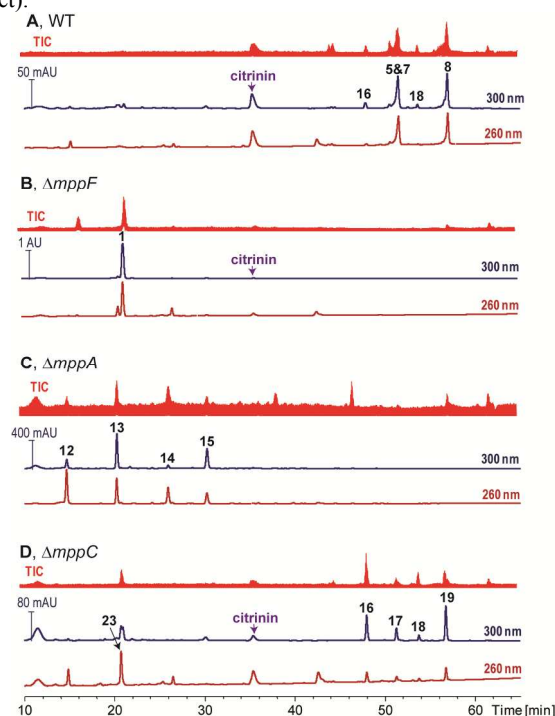 ct).
A, WT
TIC
50 mAU
citrinin
16
5&7
18
8
300 nm
260 nm
B, ΔmppF
TIC
1 AU
1
citrinin
300 nm
260 nm
C, ΔmppA
TIC
400 mAU
12
13
14
15
300 nm
260 nm
D, ΔmppC
TIC
80 mAU
23
citrinin
16
17
18
19
300 nm
260 nm
10 20 30 40 50 60 Time [min]